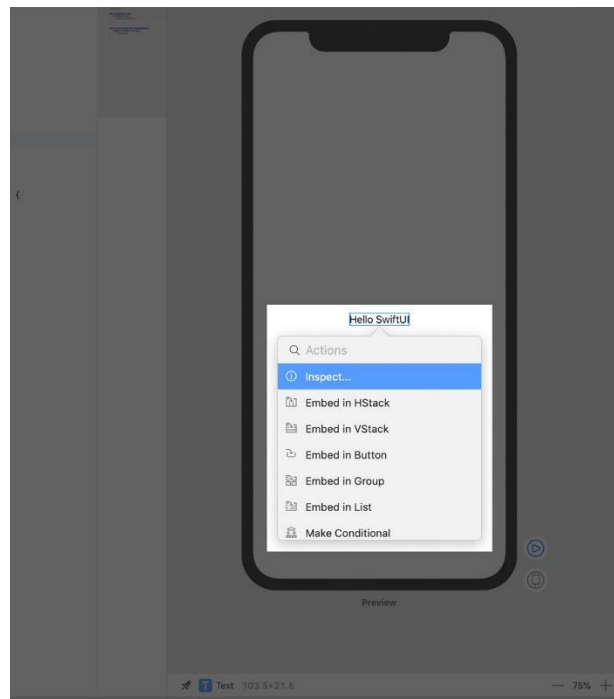 {
Hello SwiftUI
Actions
Inspect...
Embed in HStack
Embed in VStack
Embed in Button
Embed in Group
Embed in List
Make Conditional
Preview
T Text 103.5×21.5 — 75% +